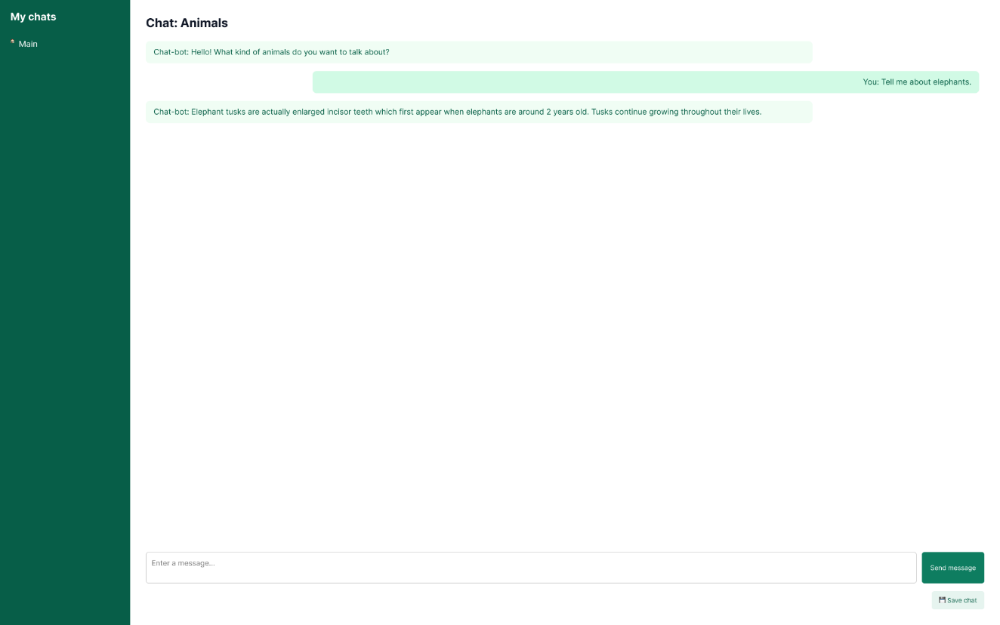 My chats
Main
Chat: Animals
Chat-bot: Hello! What kind of animals do you want to talk about?
You: Tell me about elephants.
Chat-bot: Elephant tusks are actually enlarged incisor teeth which first appear when elephants are around 2 years old. Tusks continue growing throughout their lives.
Enter a message...
Send message
Save chat